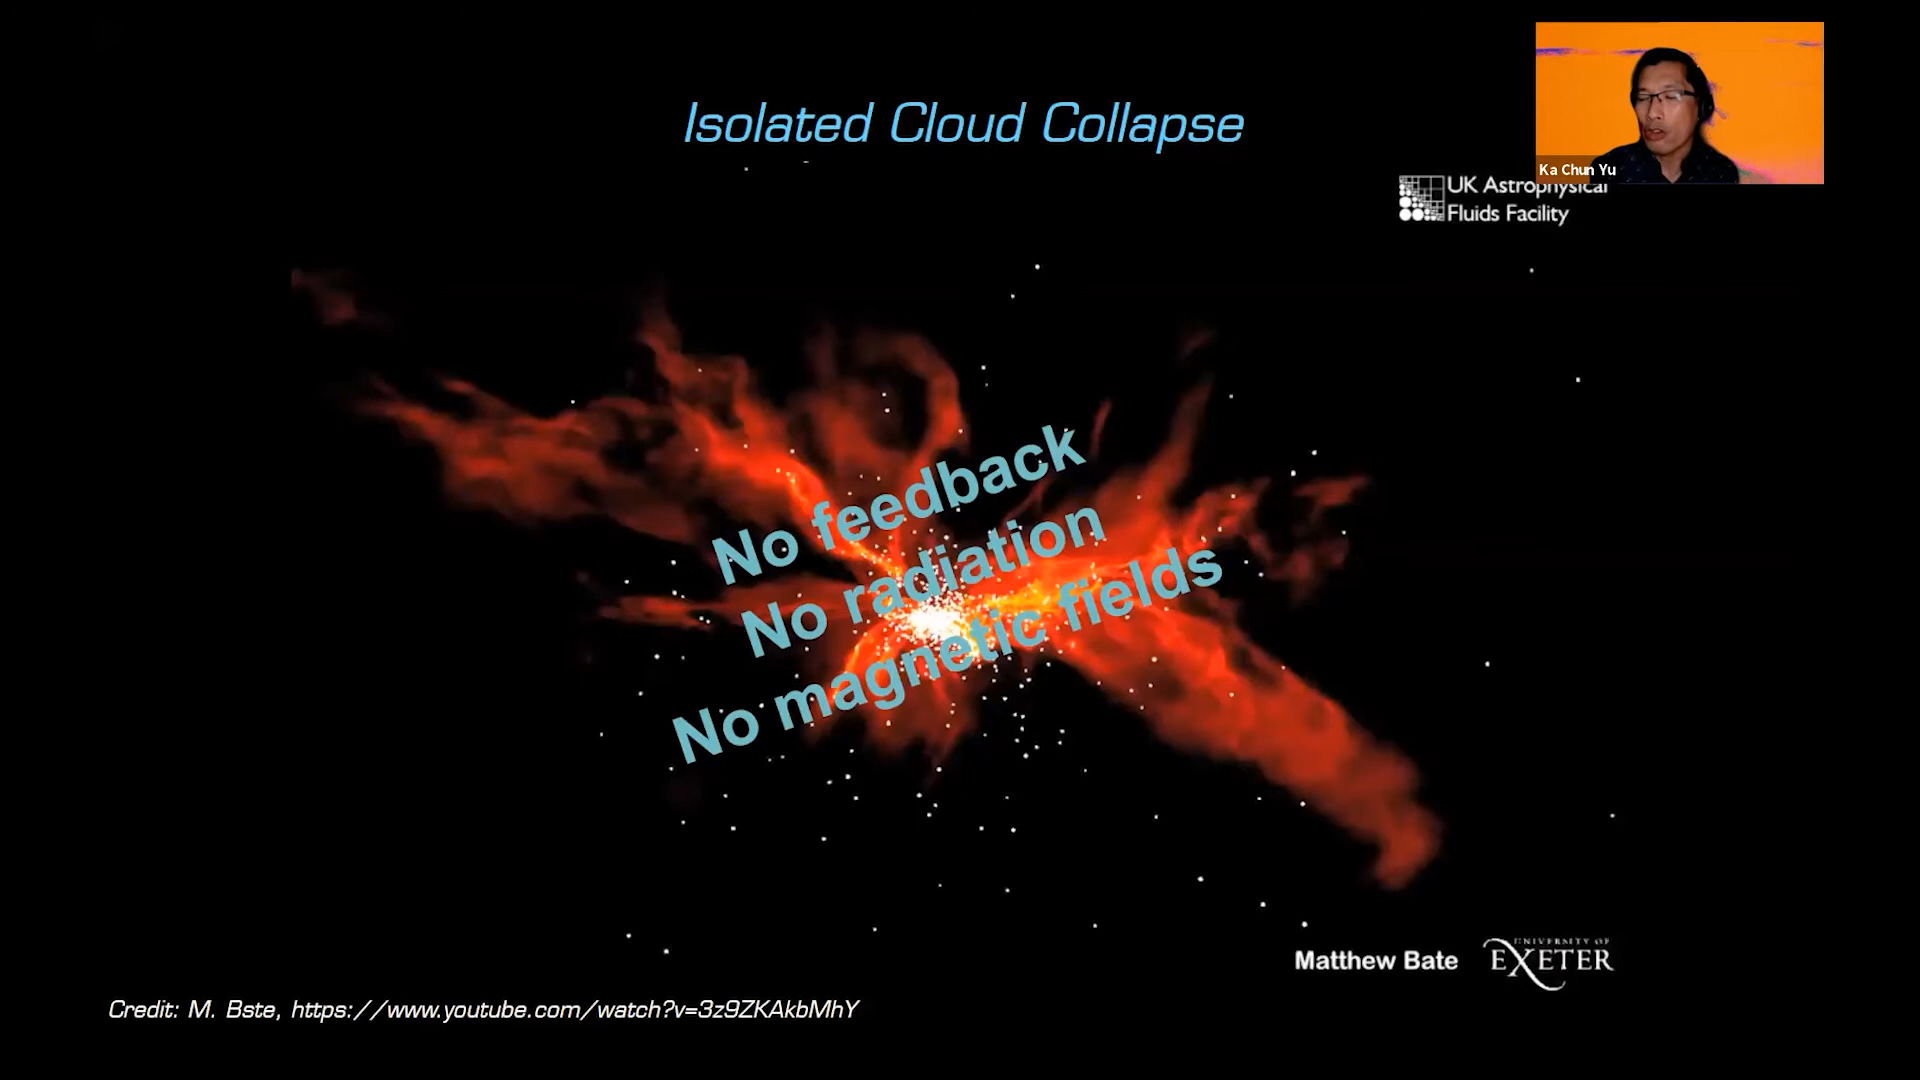 Isolated Cloud Collapse
Ka Chun Yu
UK Astrophysical
Fluids Facility
No feedback
No radiation
No magnetic fields
Matthew Bate
UNIVERSITY OF
EXETER
Credit: M. Bste, https://www.youtube.com/watch?v=3z9ZKAkbMhY